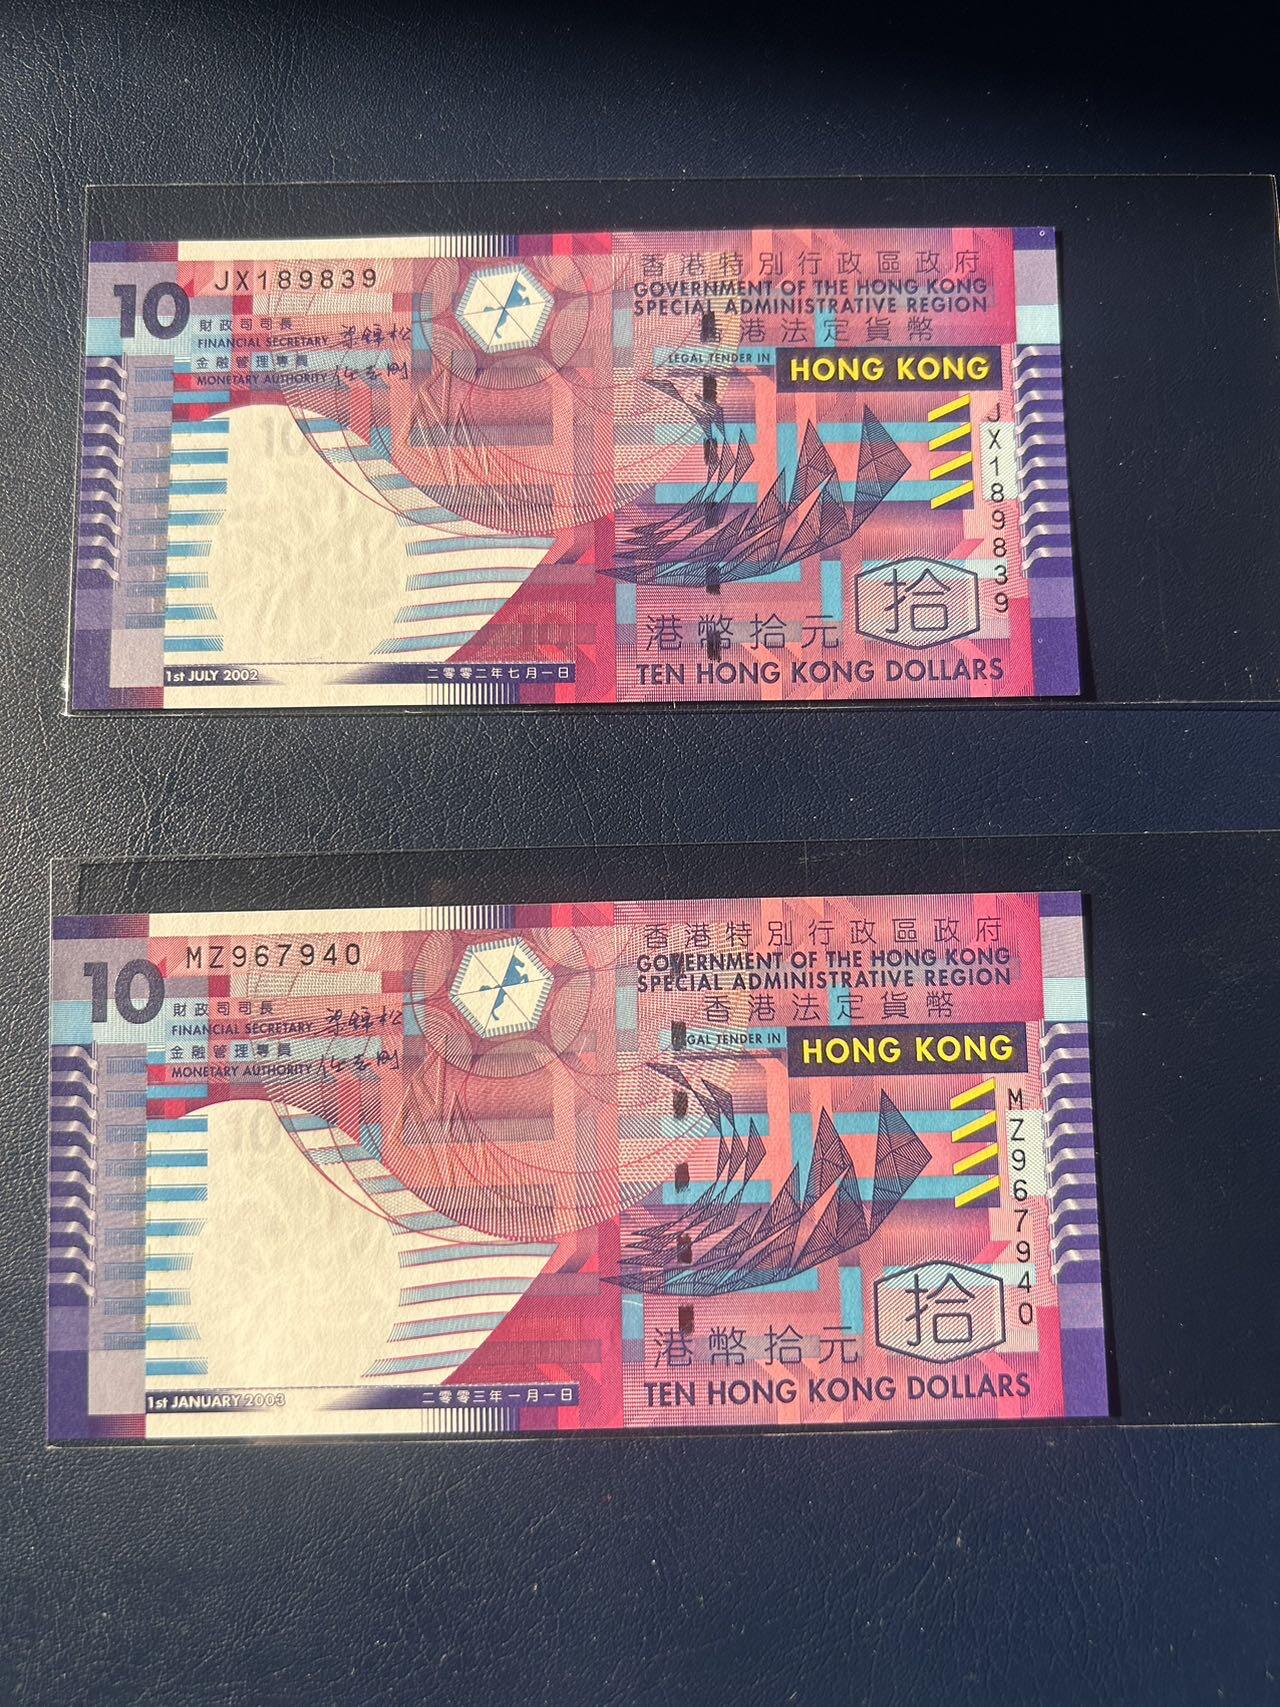 JX189839
10
財政司司長
FINANCIAL SECRETARY
金融管理專員
MONETARY AUTHORITY
香港特別行政區政府
GOVERNMENT OF THE HONG KONG
SPECIAL ADMINISTRATIVE REGION
香港法定貨幣
LEGAL TENDER IN
HONG KONG
JX189839
10
拾
港幣拾元
TEN HONG KONG DOLLARS
1st JULY 2002
二零零二年七月一日
MZ967940
10
財政司司長
FINANCIAL SECRETARY
金融管理專員
MONETARY AUTHORITY
香港特別行政區政府
GOVERNMENT OF THE HONG KONG
SPECIAL ADMINISTRATIVE REGION
香港法定貨幣
LEGAL TENDER IN
HONG KONG
MZ967940
10
拾
港幣拾元
TEN HONG KONG DOLLARS
1st JANUARY 2003
二零零三年一月一日